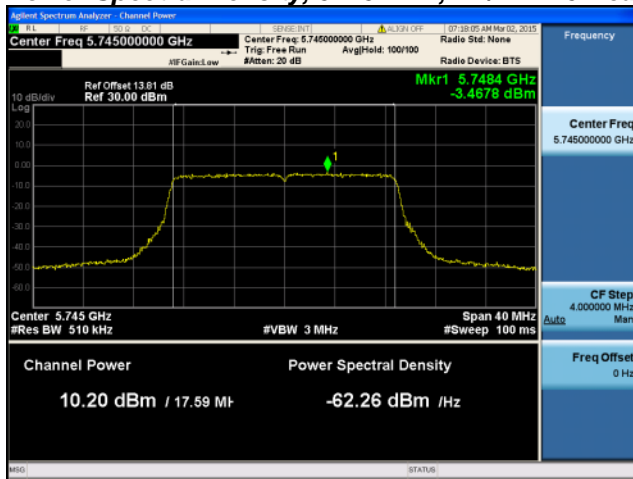 Agilent Spectrum Analyzer - Channel Power
RL RF 50 Ω DC SENSE:INT ALIGN OFF 07:18:05 AM Mar 02, 2015
Center Freq 5.745000000 GHz Center Freq: 5.745000000 GHz Radio Std: None
Trig: Free Run Avg|Hold: 100/100
#IFGain:Low #Atten: 20 dB Radio Device: BTS
Ref Offset 13.81 dB Mkr1 5.7484 GHz
10 dB/div Ref 30.00 dBm -3.4678 dBm
Log
20.0
10.0
0.00
-10.0
-20.0
-30.0
-40.0
-50.0
-60.0
1
Center 5.745 GHz Span 40 MHz
#Res BW 510 kHz #VBW 3 MHz #Sweep 100 ms
Channel Power Power Spectral Density
10.20 dBm / 17.59 MH -62.26 dBm /Hz
MSG STATUS
Frequency
Center Freq
5.745000000 GHz
CF Step
4.000000 MHz
Auto Man
Freq Offset
0 Hz